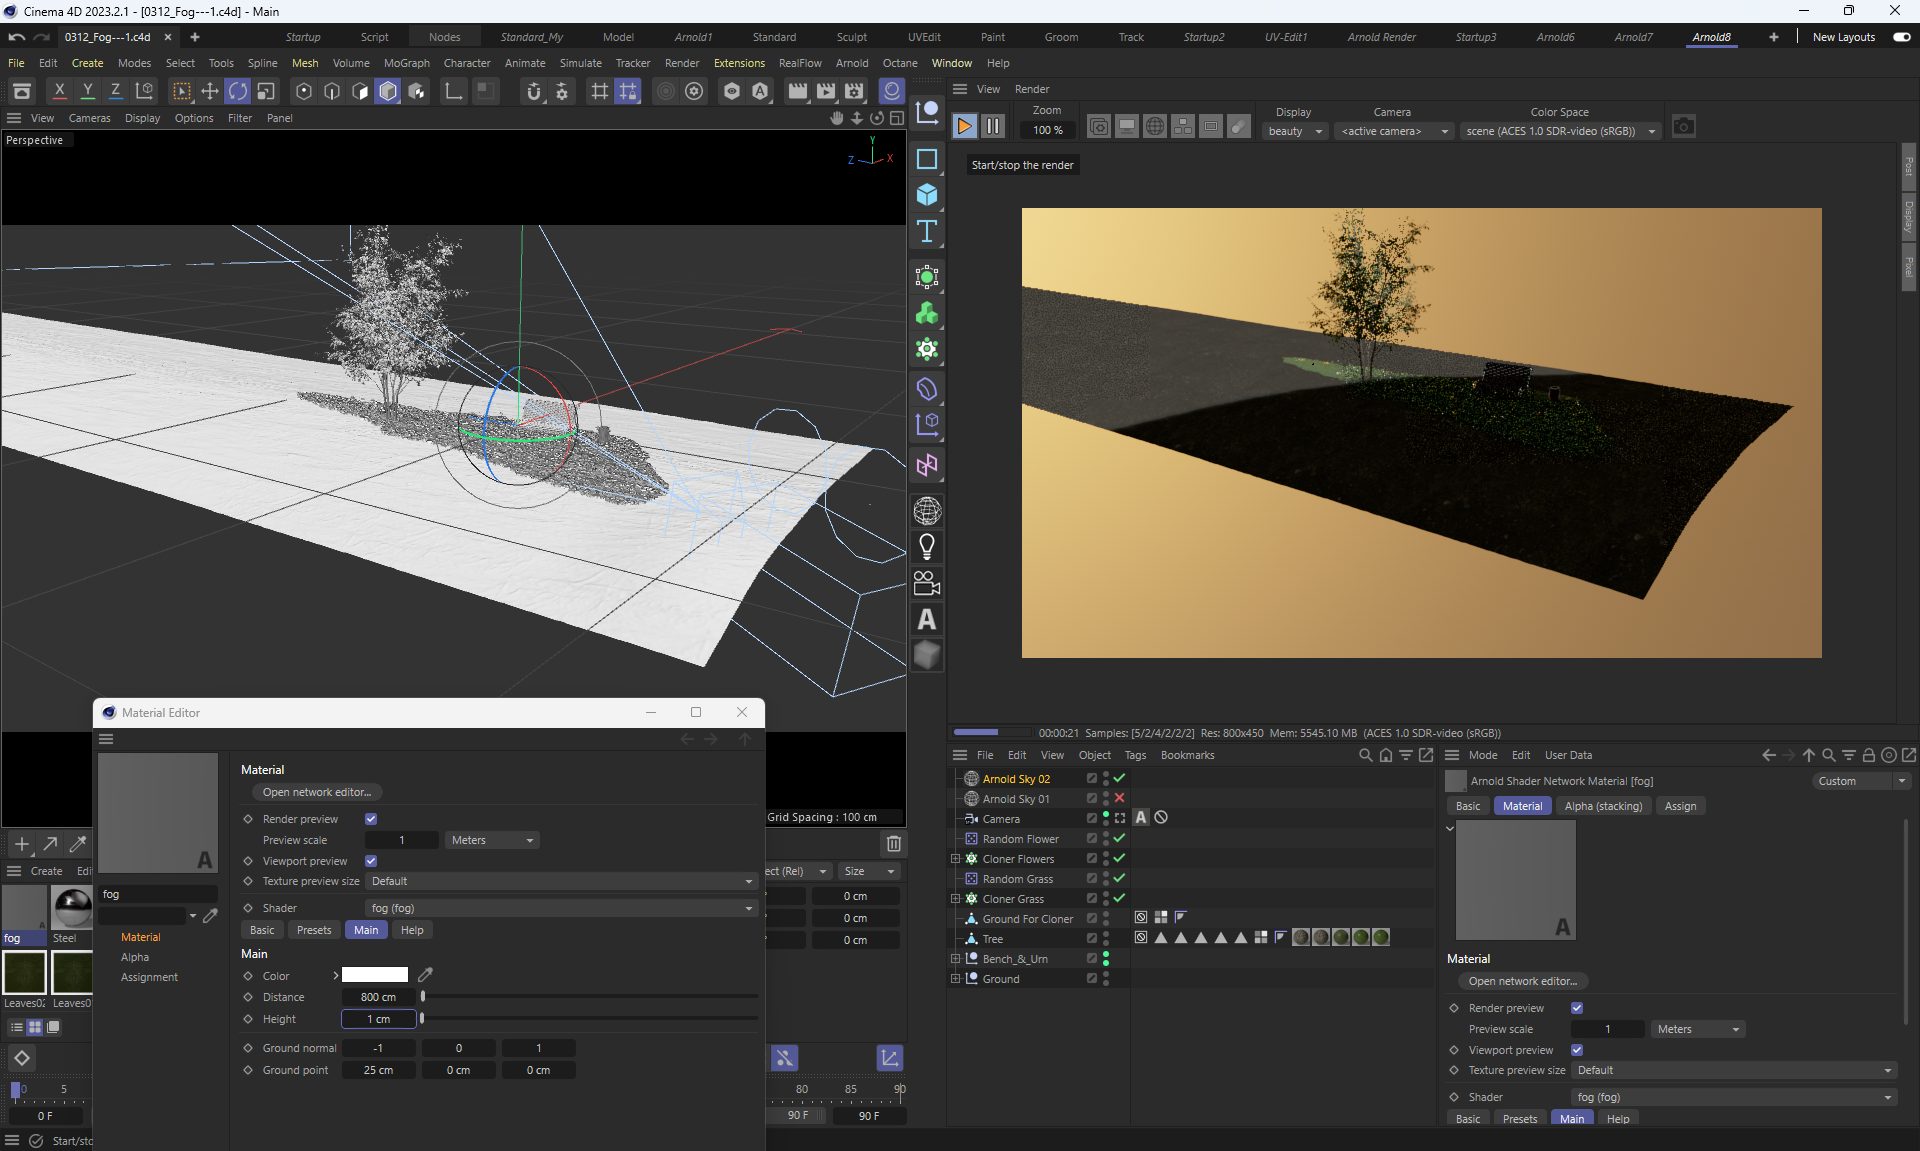 Cinema 4D 2023.2.1 - [0312_Fog---1.c4d] - Main
0312_Fog---1.c4d
Startup Script Nodes Standard_My Model Arnold1 Standard Sculpt UVEdit Paint Groom Track Startup2 UV-Edit1 Arnold Render Startup3 Arnold6 Arnold7 Arnold8 New Layouts
File Edit Create Modes Select Tools Spline Mesh Volume MoGraph Character Animate Simulate Tracker Render Extensions RealFlow Arnold Octane Window Help
X Y Z
View Cameras Display Options Filter Panel
Perspective
Y
Z X
View Render
Zoom Display Camera Color Space
100 % beauty <active camera> scene (ACES 1.0 SDR-video (sRGB))
Start/stop the render
Post
Display
Pixel
00:00:21 Samples: [5/2/4/2/2/2] Res: 800x450 Mem: 5545.10 MB (ACES 1.0 SDR-video (sRGB))
Grid Spacing : 100 cm
Material Editor
Material
Open network editor...
Render preview
Preview scale 1 Meters
Viewport preview
Texture preview size Default
fog
Shader fog (fog)
Basic Presets Main Help
Material
Alpha
Assignment
Main
Color
Distance 800 cm
Height 1 cm
Ground normal -1 0 1
Ground point 25 cm 0 cm 0 cm
Create Edi
fog Steel
Leaves02 Leaves0
ect (Rel) Size
0 cm
0 cm
0 cm
0 5 80 85 90
0 F 90 F 90 F
Start/sto
File Edit View Object Tags Bookmarks
Arnold Sky 02
Arnold Sky 01
Camera
Random Flower
Cloner Flowers
Random Grass
Cloner Grass
Ground For Cloner
Tree
Bench_&_Urn
Ground
Mode Edit User Data
Arnold Shader Network Material [fog] Custom
Basic Material Alpha (stacking) Assign
Material
Open network editor...
Render preview
Preview scale 1 Meters
Viewport preview
Texture preview size Default
Shader fog (fog)
Basic Presets Main Help